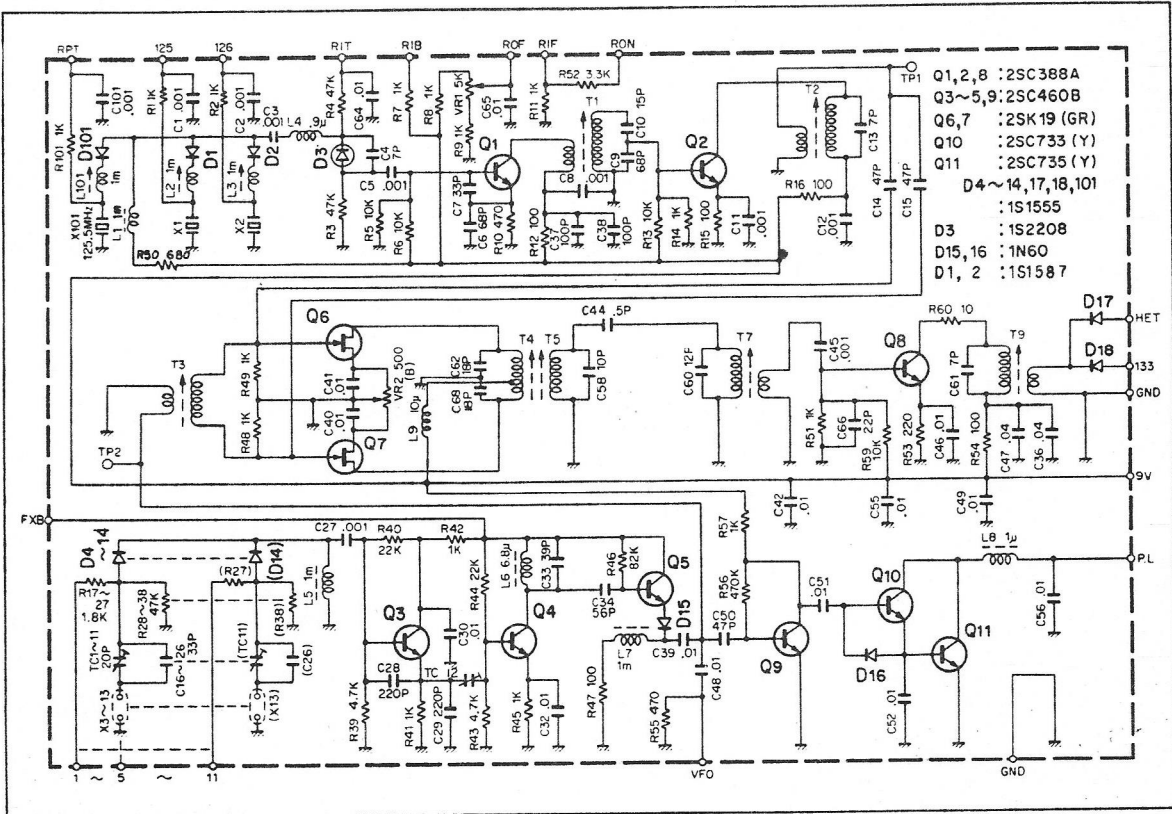 RPT 125 126 RIT RIB ROF RIF RON
TP1
C101 .001
R1 1K
C1 .001
R2 1K
C2 .001
C3 .001
L4 .9μ
R4 47K
C64 .01
R7 1K
R8 1K
VR1 5K
C65 .01
R11 1K
R52 3.3K
T1
C10 15P
T2
C13 7P
R101 1K
D101
L101 1m
D1
L2 1m
D2
L3 1m
D3
C4 7P
C5 .001
R9 1K
Q1
C9 68P
Q2
C8 .001
X101 125.5MHz
L1 1m
X1
X2
R3 47K
R5 10K
R6 10K
C7 33P
C6 68P
R10 470
R12 100
C37 100P
C38 100P
R13 10K
R14 1K
R15 100
C11 .001
R16 100
C12 .001
C14 47P
C15 47P
R50 680
Q1,2,8 :2SC388A
Q3~5,9:2SC460B
Q6,7 :2SK19 (GR)
Q10 :2SC733 (Y)
Q11 :2SC735 (Y)
D4~14,17,18,101
:1S1555
D3 :1S2208
D15,16 :1N60
D1, 2 :1S1587
T3
Q6
R49 1K
C41 .01
VR2 500 (B)
C40 .01
R48 1K
Q7
C62 18P
C68 18P
L9 10μ
T4 T5
C58 10P
C44 .5P
C60 12P
T7
C45 .001
Q8
R60 10
C61 7P
T9
D17
HET
D18
133
GND
R51 1K
C66 22P
R59 10K
R53 220
C46 .01
R54 100
C47 .04
C36 .04
TP2
9V
C42 .01
C55 .01
C49 .01
FXB
D4 ~14
(D14)
R17~27 1.8K
R28~38 47K
(R27)
(R38)
TC1~11 20P
C16~26 33P
(TC11)
(C26)
X3~13
(X13)
L5 1m
C27 .001
R40 22K
R42 1K
Q3
C28 220P
C30 .01
TC
R39 4.7K
R41 1K
C29 220P
R43 4.7K
R44 22K
L6 6.8μ
C33 39P
Q4
R45 1K
C32 .01
C34 56P
R46 82K
Q5
D15
L7 1m
C39 .01
R47 100
R55 470
C48 .01
C50 47P
R57 1K
R56 470K
Q9
C51 .01
Q10
D16
C52 .01
Q11
L8 1μ
C56 .01
P.L
1 ~ 5 ~ 11
VFO
GND